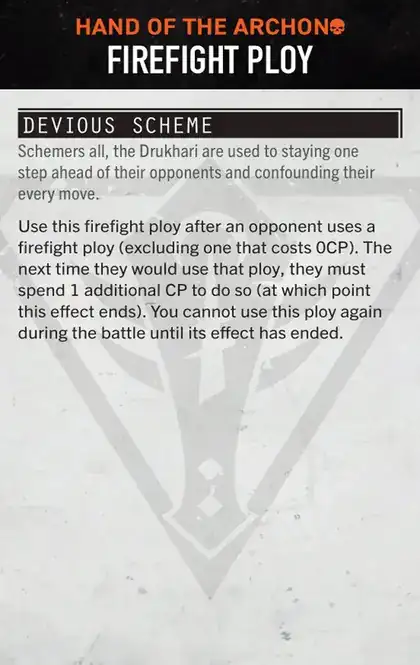 HAND OF THE ARCHON
FIREFIGHT PLOY
DEVIOUS SCHEME
Schemers all, the Drukhari are used to staying one
step ahead of their opponents and confounding their
every move.
Use this firefight ploy after an opponent uses a
firefight ploy (excluding one that costs 0CP). The
next time they would use that ploy, they must
spend 1 additional CP to do so (at which point
this effect ends). You cannot use this ploy again
during the battle until its effect has ended.